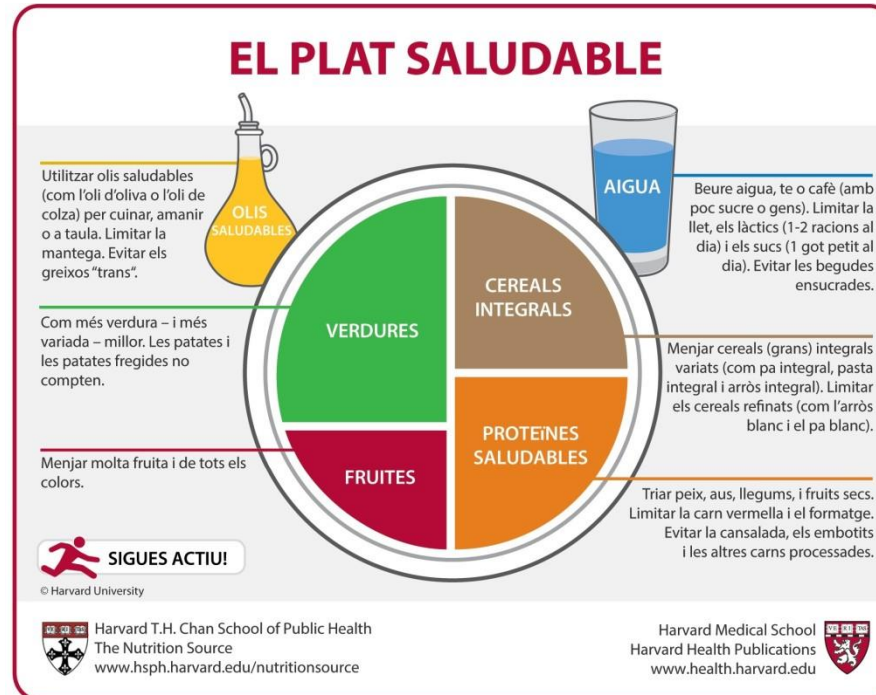 EL PLAT SALUDABLE
Utilitzar olis saludables
(com l'oli d'oliva o l'oli de
colza) per cuinar, amanir
o a taula. Limitar la
mantega. Evitar els
greixos "trans“.
OLIS
SALUDABLES
AIGUA
Beure aigua, te o cafè (amb
poc sucre o gens). Limitar la
llet, els làctics (1-2 racions al
dia) i els sucs (1 got petit al
dia). Evitar les begudes
ensucrades.
Com més verdura – i més
variada – millor. Les patates i
les patates fregides no
compten.
VERDURES
CEREALS
INTEGRALS
Menjar cereals (grans) integrals
variats (com pa integral, pasta
integral i arròs integral). Limitar
els cereals refinats (com l'arròs
blanc i el pa blanc).
Menjar molta fruita i de tots els
colors.
FRUITES
PROTEïNES
SALUDABLES
Triar peix, aus, llegums, i fruits secs.
Limitar la carn vermella i el formatge.
Evitar la cansalada, els embotits
i les altres carns processades.
SIGUES ACTIU!
© Harvard University
Harvard T.H. Chan School of Public Health
The Nutrition Source
www.hsph.harvard.edu/nutritionsource
Harvard Medical School
Harvard Health Publications
www.health.harvard.edu